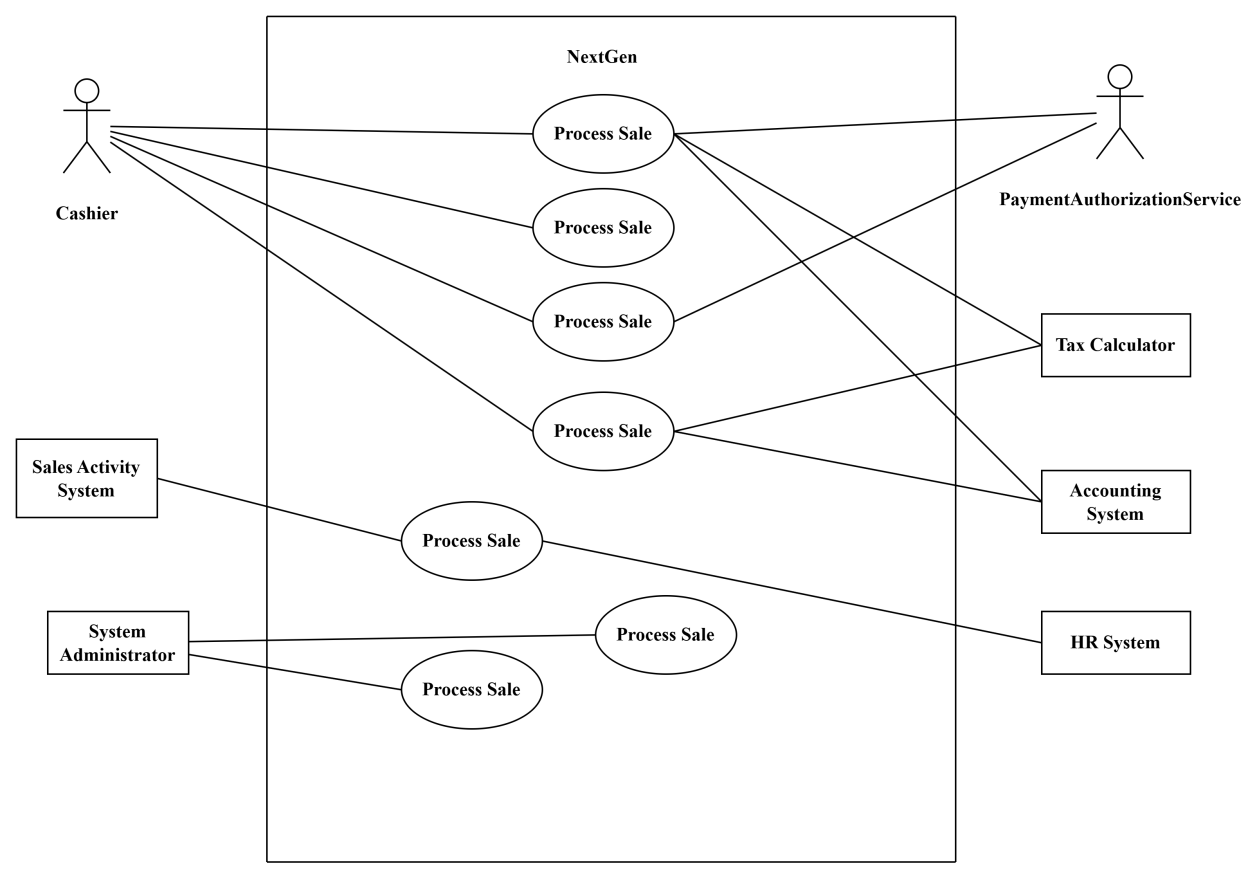 NextGen
Process Sale
Cashier
PaymentAuthorizationService
Process Sale
Process Sale
Tax Calculator
Process Sale
Sales Activity
System
Accounting
System
Process Sale
System
Administrator
Process Sale
HR System
Process Sale